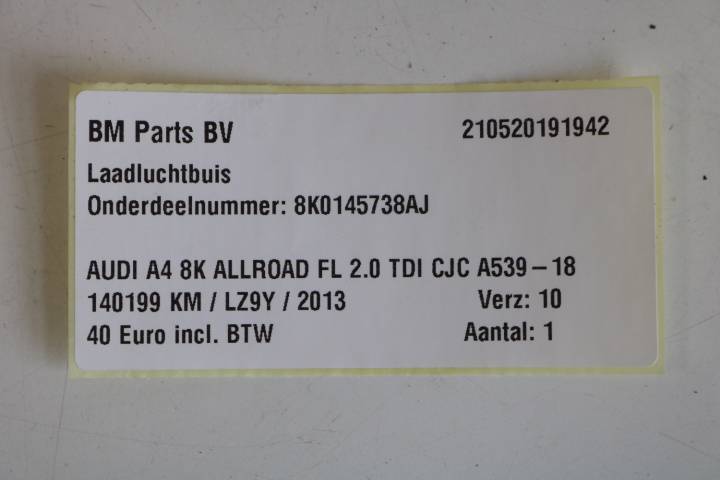 BM Parts BV 210520191942
Laadluchtbuis
Onderdeelnummer: 8K0145738AJ
AUDI A4 8K ALLROAD FL 2.0 TDI CJC A539-18
140199 KM / LZ9Y / 2013 Verz: 10
40 Euro incl. BTW Aantal: 1